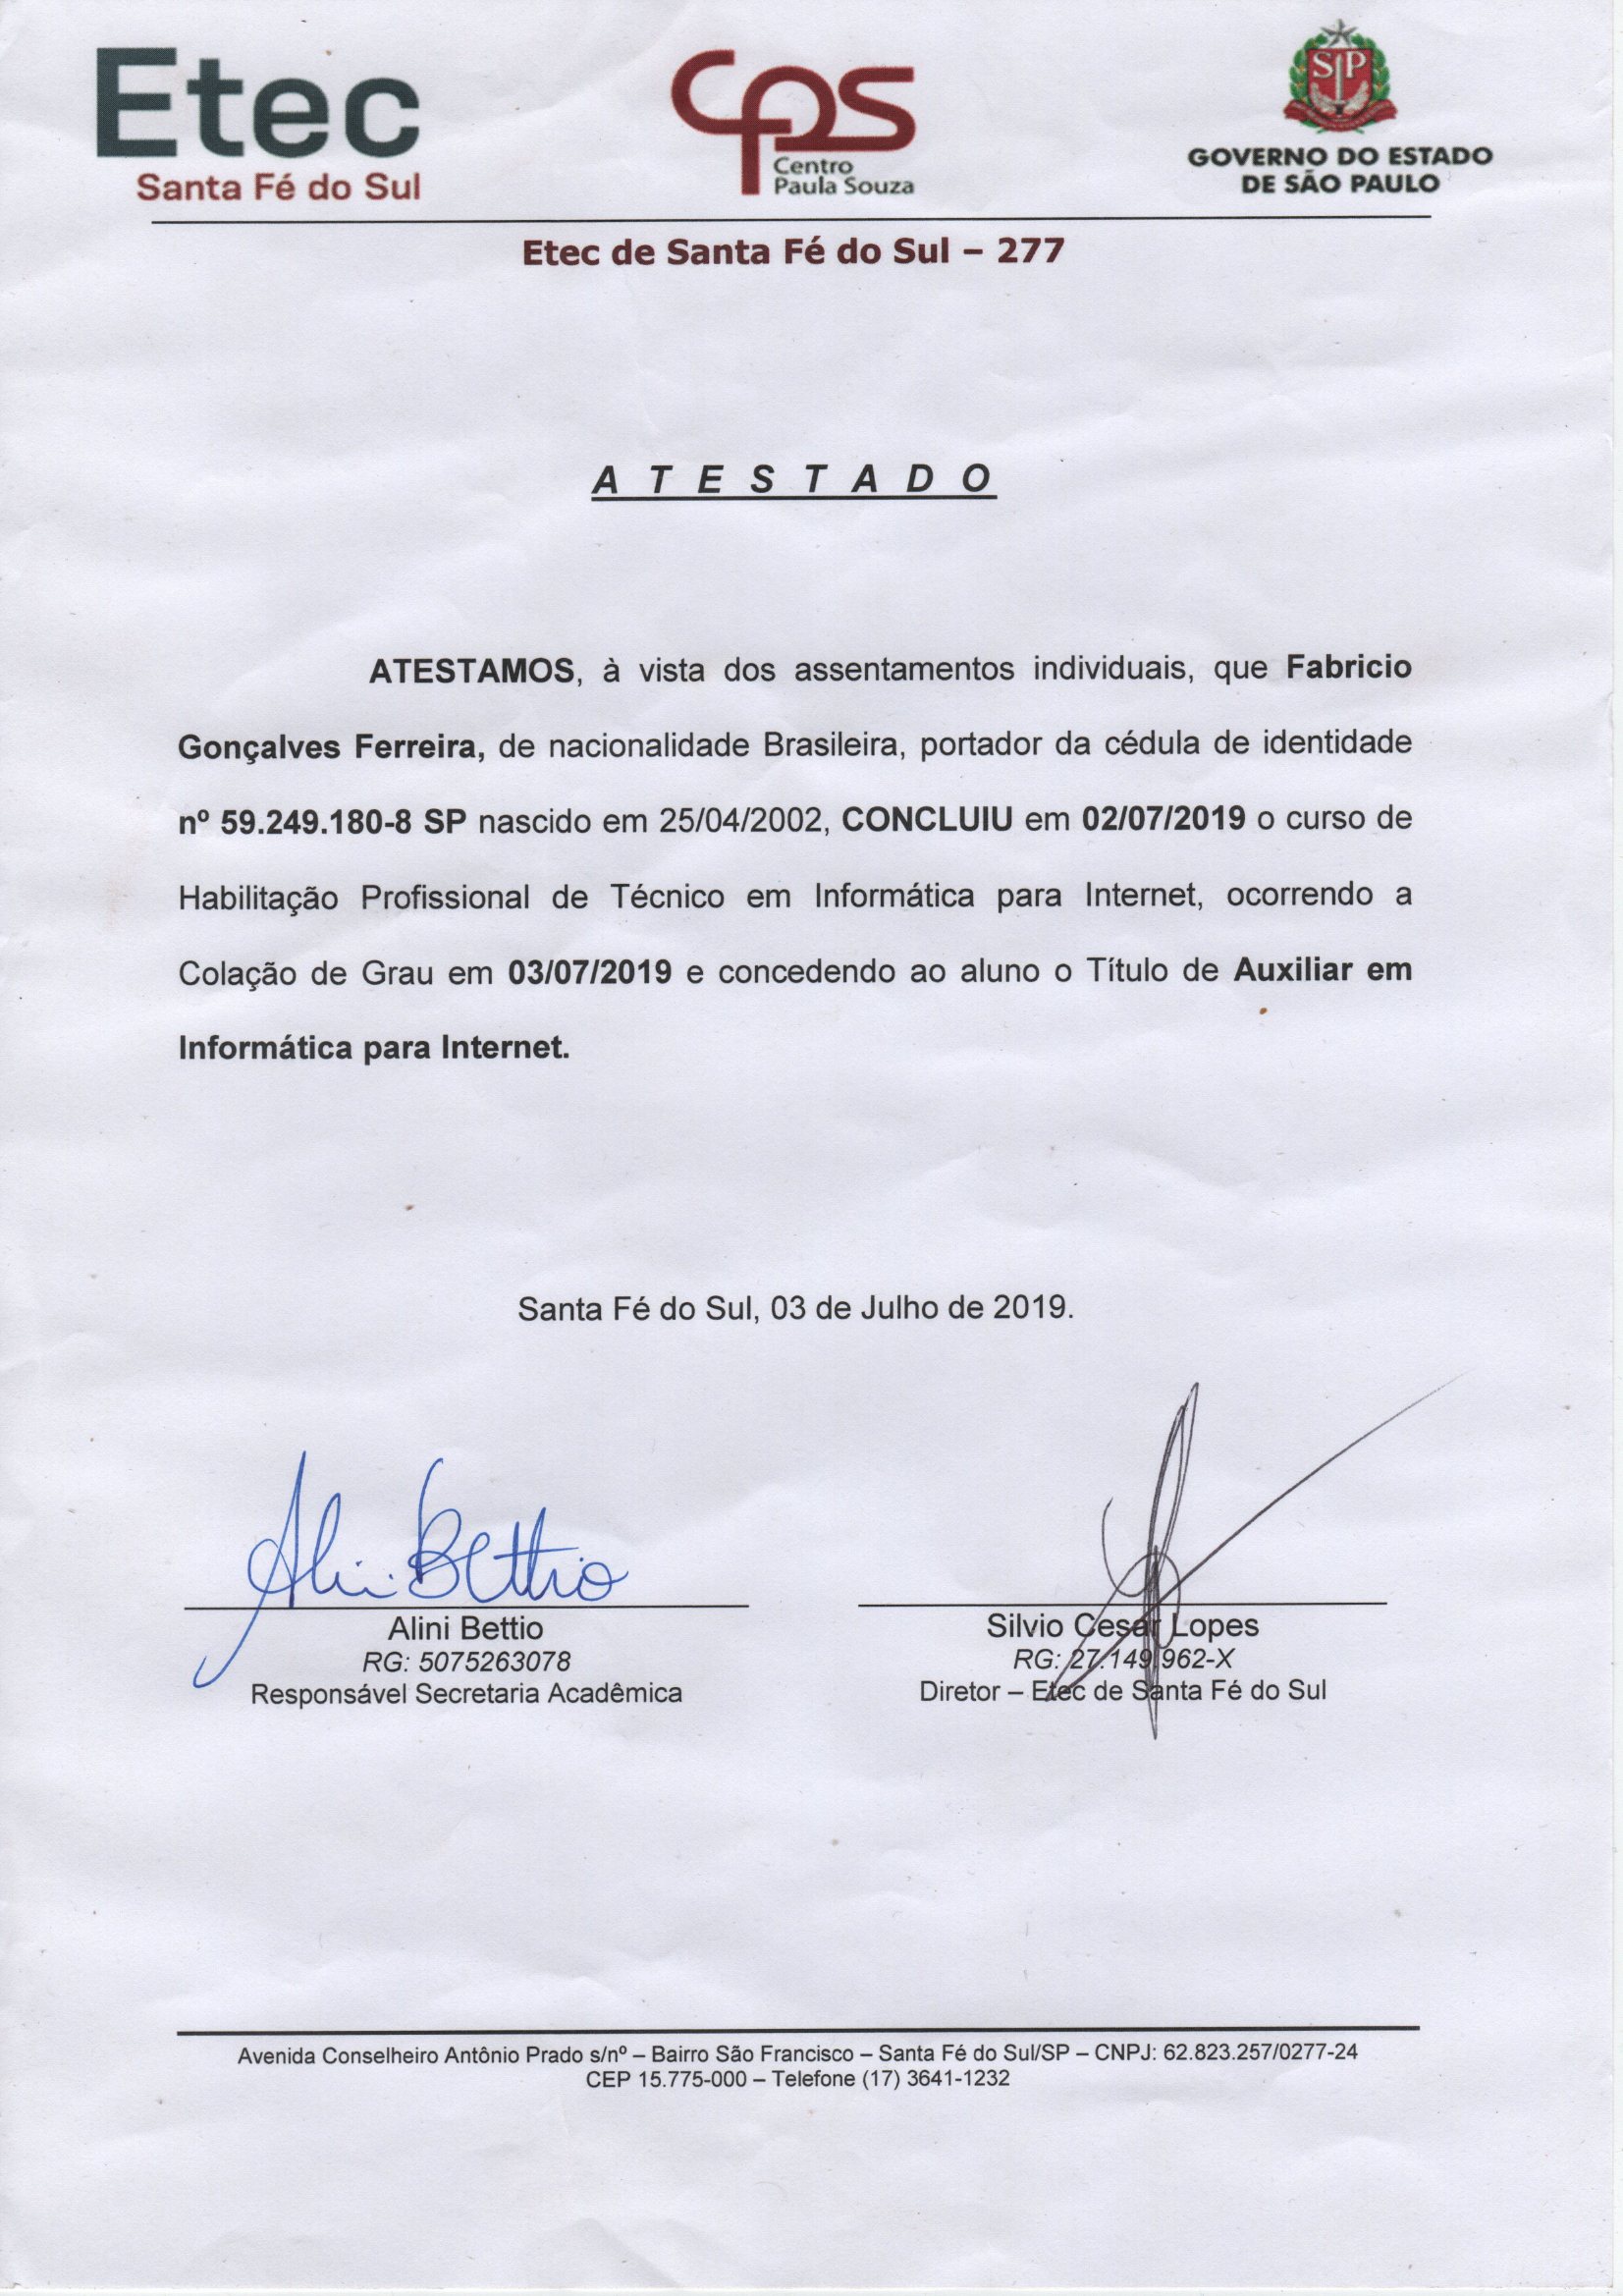 Etec
Santa Fé do Sul
cps
Centro
Paula Souza
SP
GOVERNO DO ESTADO
DE SÃO PAULO
Etec de Santa Fé do Sul – 277
A T E S T A D O
ATESTAMOS, à vista dos assentamentos individuais, que Fabricio
Gonçalves Ferreira, de nacionalidade Brasileira, portador da cédula de identidade
nº 59.249.180-8 SP nascido em 25/04/2002, CONCLUIU em 02/07/2019 o curso de
Habilitação Profissional de Técnico em Informática para Internet, ocorrendo a
Colação de Grau em 03/07/2019 e concedendo ao aluno o Título de Auxiliar em
Informática para Internet.
Santa Fé do Sul, 03 de Julho de 2019.
Alini Bettio
Alini Bettio
RG: 5075263078
Responsável Secretaria Acadêmica
Silvio Cesar Lopes
RG: 27.149.962-X
Diretor – Etec de Santa Fé do Sul
Avenida Conselheiro Antônio Prado s/nº – Bairro São Francisco – Santa Fé do Sul/SP – CNPJ: 62.823.257/0277-24
CEP 15.775-000 – Telefone (17) 3641-1232